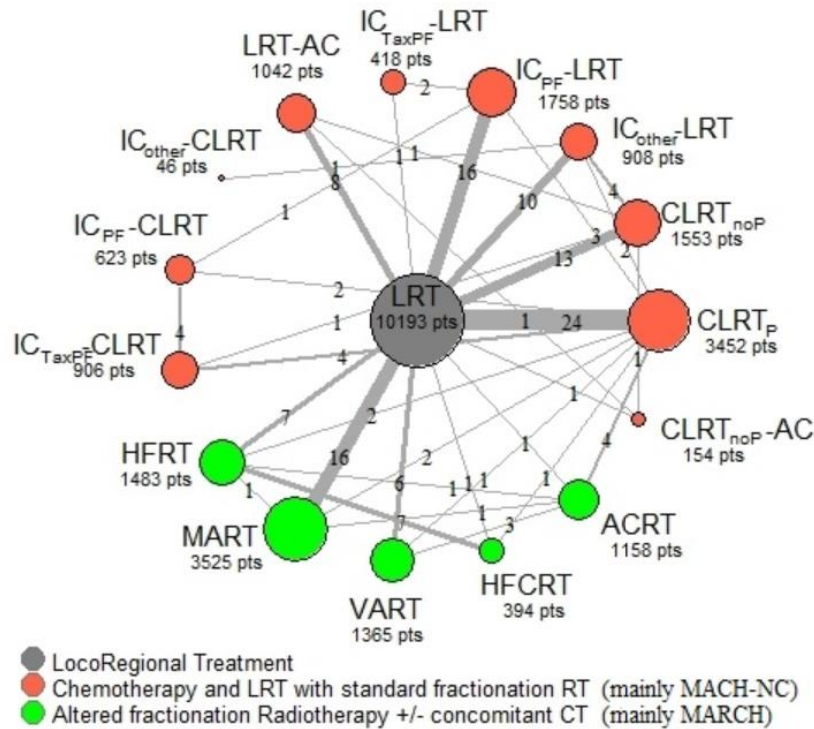 IC_TaxPF-LRT
418 pts
LRT-AC
1042 pts
IC_PF-LRT
1758 pts
2
IC_other-LRT
908 pts
IC_other-CLRT
46 pts
1
8
1
1
16
10
4
CLRT_noP
1553 pts
IC_PF-CLRT
623 pts
1
3
2
13
2
LRT
10193 pts
1
24
CLRT_P
3452 pts
IC_TaxPF-CLRT
906 pts
4
1
4
1
CLRT_noP-AC
154 pts
1
7
2
16
2
1
4
HFRT
1483 pts
1
6
1
1
1
1
MART
3525 pts
7
1
3
ACRT
1158 pts
VART
1365 pts
HFCRT
394 pts
LocoRegional Treatment
Chemotherapy and LRT with standard fractionation RT (mainly MACH-NC)
Altered fractionation Radiotherapy +/- concomitant CT (mainly MARCH)